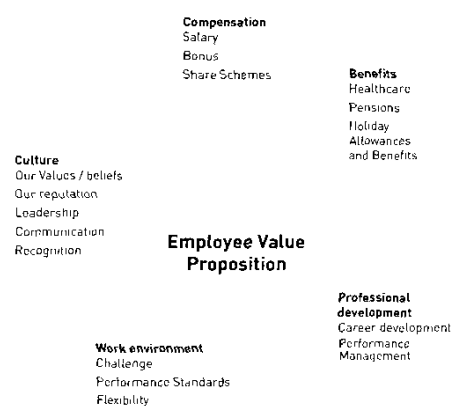 Compensation
Salary
Bonus
Share Schemes
Benefits
Healthcare
Pensions
Holiday
Allowances
and Benefits
Culture
Our Values / beliefs
Our reputation
Leadership
Communication
Recognition
Employee Value
Proposition
Professional
development
Career development
Performance
Management
Work environment
Challenge
Performance Standards
Flexibility